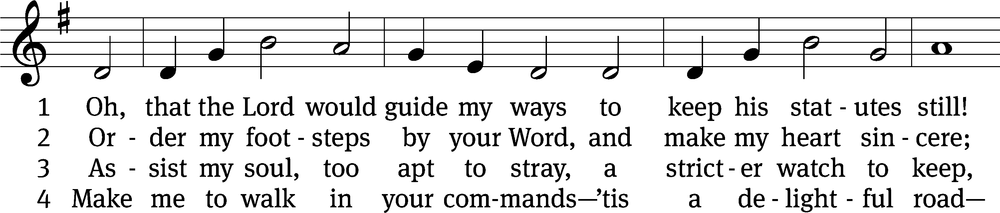 1 Oh, that the Lord would guide my ways to keep his stat - utes still!
2 Or - der my foot - steps by your Word, and make my heart sin - cere;
3 As - sist my soul, too apt to stray, a strict - er watch to keep,
4 Make me to walk in your com - mands—’tis a de - light - ful road—